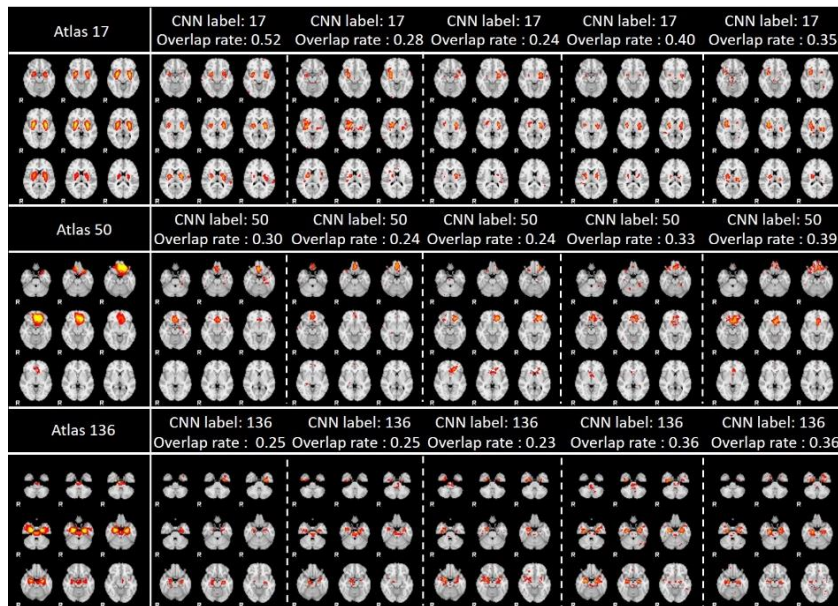 Atlas 17
CNN label: 17
Overlap rate: 0.52
CNN label: 17
Overlap rate : 0.28
CNN label: 17
Overlap rate : 0.24
CNN label: 17
Overlap rate : 0.40
CNN label: 17
Overlap rate : 0.35
R R R R R R
R R R R R R
R R R R R R
Atlas 50
CNN label: 50
Overlap rate : 0.30
CNN label: 50
Overlap rate : 0.24
CNN label: 50
Overlap rate : 0.24
CNN label: 50
Overlap rate : 0.33
CNN label: 50
Overlap rate : 0.39
R R R R R R
R R R R R R
R R R R R R
Atlas 136
CNN label: 136
Overlap rate : 0.25
CNN label: 136
Overlap rate : 0.25
CNN label: 136
Overlap rate : 0.23
CNN label: 136
Overlap rate : 0.36
CNN label: 136
Overlap rate : 0.36
R R R R R R
R R R R R R
R R R R R R